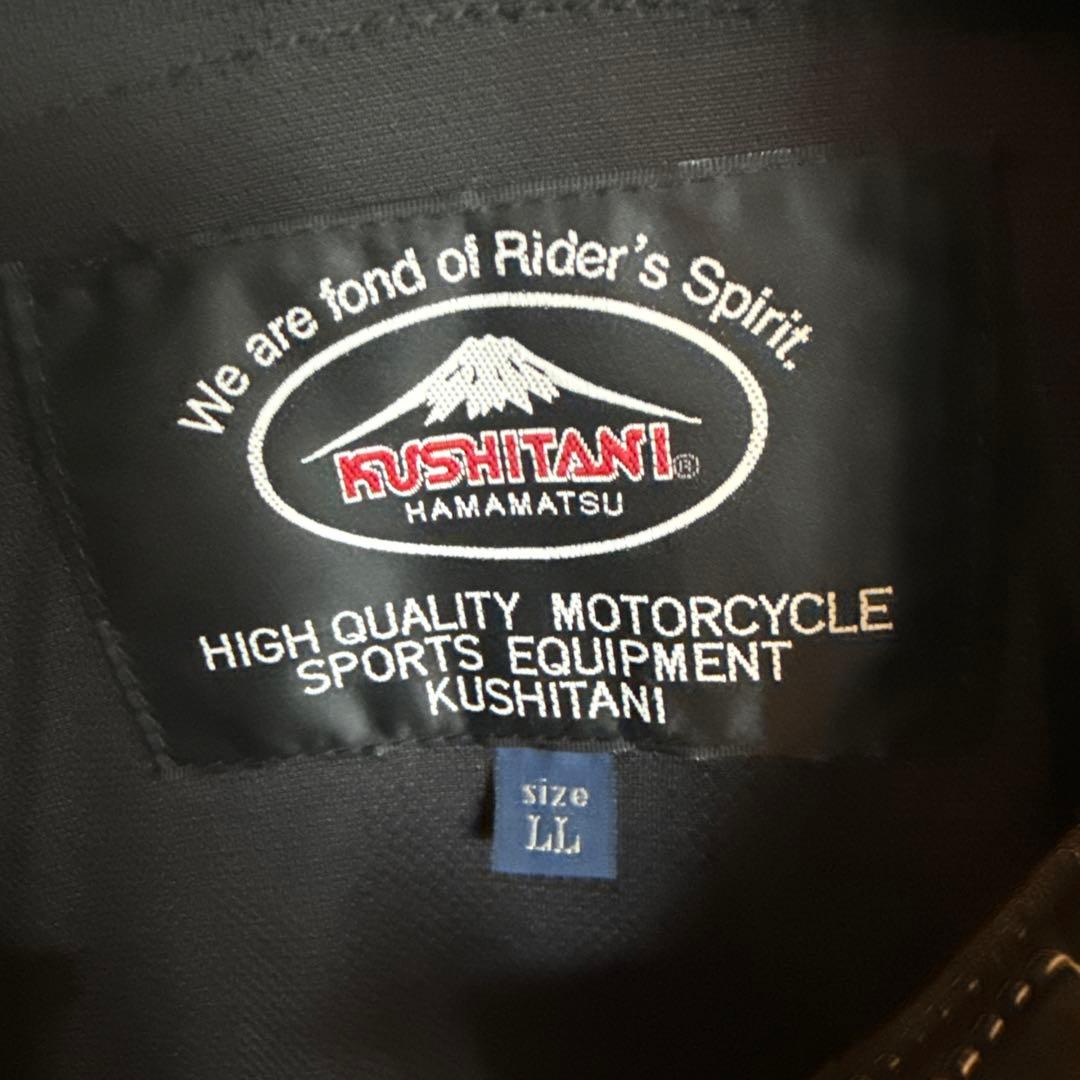 We are fond of Rider's Spirit.
KUSHITANI®
HAMAMATSU
HIGH QUALITY MOTORCYCLE
SPORTS EQUIPMENT
KUSHITANI
size
LL